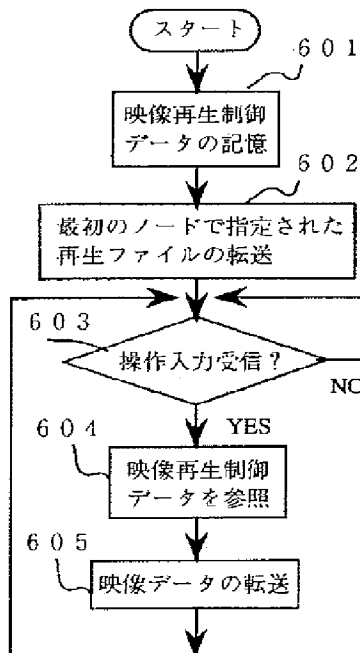 スタート
601
映像再生制御
データの記憶
602
最初のノードで指定された
再生ファイルの転送
603
操作入力受信?
NO
YES
604
映像再生制御
データを参照
605
映像データの転送